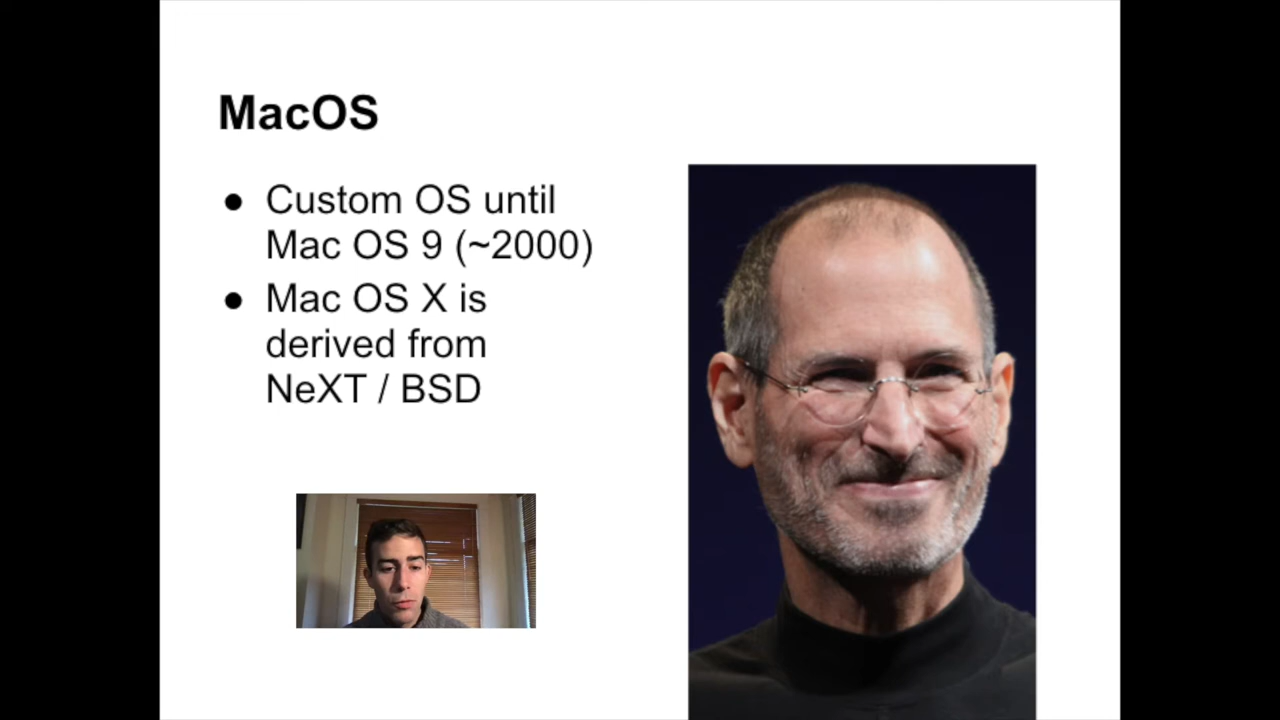 MacOS
● Custom OS until
Mac OS 9 (~2000)
● Mac OS X is
derived from
NeXT / BSD